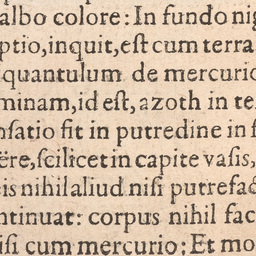 albo colore: In fundo nig
ptio, inquit, eſt cum terra
quantulum de mercurio
minam, id eſt, azoth in te
nſatio fit in putredine in f
ëre, ſcilicet in capite vaſis,
is nihil aliud niſi putrefac
ntinuat: corpus nihil fac
iſi cum mercurio; Et mo